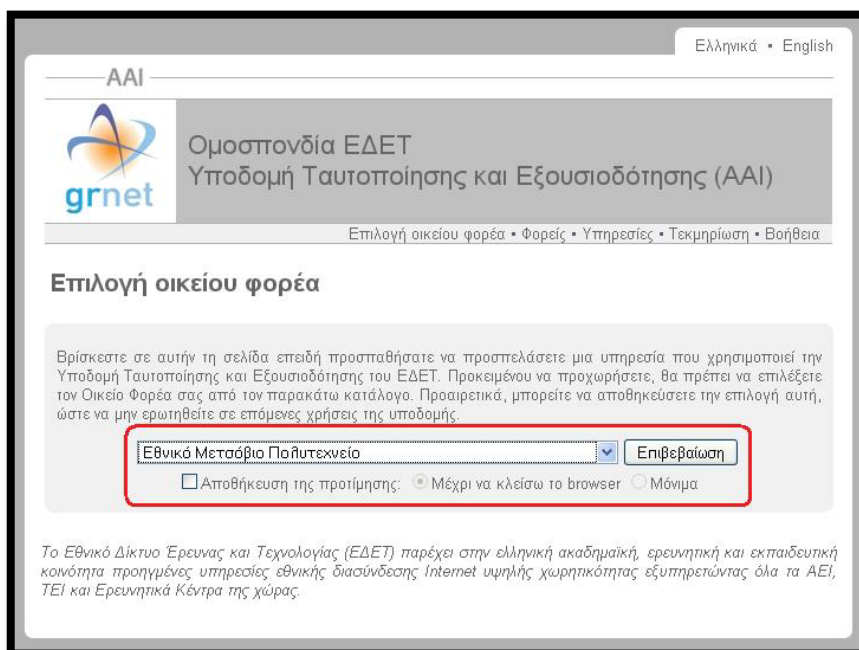 Ελληνικά • English
AAI
grnet
Ομοσπονδία ΕΔΕΤ
Υποδομή Ταυτοποίησης και Εξουσιοδότησης (AAI)
Επιλογή οικείου φορέα • Φορείς • Υπηρεσίες • Τεκμηρίωση • Βοήθεια
Επιλογή οικείου φορέα
Βρίσκεστε σε αυτήν τη σελίδα επειδή προσπαθήσατε να προσπελάσετε μια υπηρεσία που χρησιμοποιεί την
Υποδομή Ταυτοποίησης και Εξουσιοδότησης του ΕΔΕΤ. Προκειμένου να προχωρήσετε, θα πρέπει να επιλέξετε
τον Οικείο Φορέα σας από τον παρακάτω κατάλογο. Προαιρετικά, μπορείτε να αποθηκεύσετε την επιλογή αυτή,
ώστε να μην ερωτηθείτε σε επόμενες χρήσεις της υποδομής.
Εθνικό Μετσόβιο Πολυτεχνείο Επιβεβαίωση
Αποθήκευση της προτίμησης: Μέχρι να κλείσω το browser Μόνιμα
Το Εθνικό Δίκτυο Έρευνας και Τεχνολογίας (ΕΔΕΤ) παρέχει στην ελληνική ακαδημαϊκή, ερευνητική και εκπαιδευτική
κοινότητα προηγμένες υπηρεσίες εθνικής διασύνδεσης Internet υψηλής χωρητικότητας εξυπηρετώντας όλα τα ΑΕΙ,
ΤΕΙ και Ερευνητικά Κέντρα της χώρας.